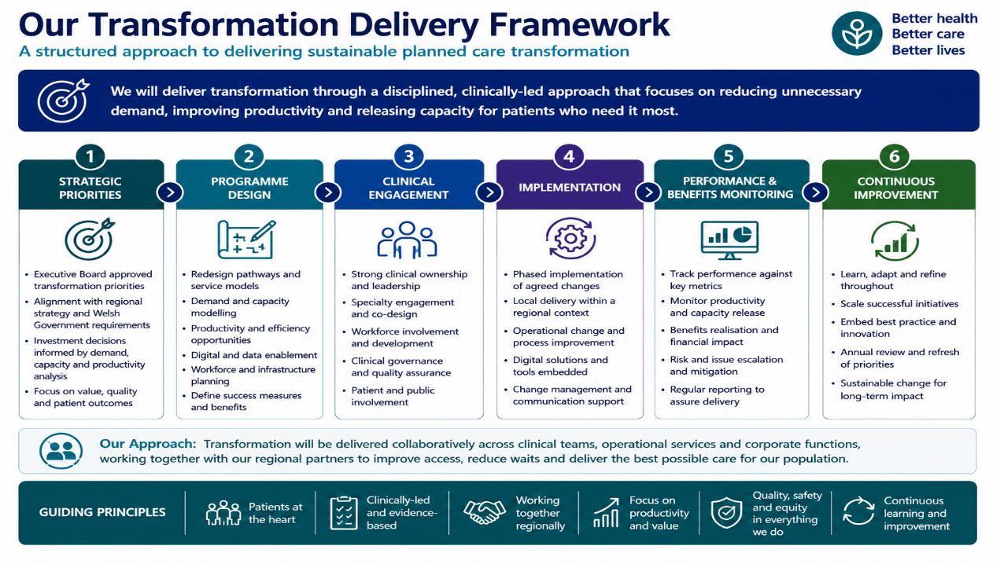 Our Transformation Delivery Framework
A structured approach to delivering sustainable planned care transformation
Better health
Better care
Better lives
We will deliver transformation through a disciplined, clinically-led approach that focuses on reducing unnecessary
demand, improving productivity and releasing capacity for patients who need it most.
1
STRATEGIC
PRIORITIES
• Executive Board approved
transformation priorities
• Alignment with regional
strategy and Welsh
Government requirements
• Investment decisions
informed by demand,
capacity and productivity
analysis
• Focus on value, quality
and patient outcomes
2
PROGRAMME
DESIGN
• Redesign pathways and
service models
• Demand and capacity
modelling
• Productivity and efficiency
opportunities
• Digital and data enablement
• Workforce and infrastructure
planning
• Define success measures
and benefits
3
CLINICAL
ENGAGEMENT
• Strong clinical ownership
and leadership
• Specialty engagement
and co-design
• Workforce involvement
and development
• Clinical governance
and quality assurance
• Patient and public
involvement
4
IMPLEMENTATION
• Phased implementation
of agreed changes
• Local delivery within a
regional context
• Operational change and
process improvement
• Digital solutions and
tools embedded
• Change management and
communication support
5
PERFORMANCE &
BENEFITS MONITORING
• Track performance against
key metrics
• Monitor productivity
and capacity release
• Benefits realisation and
financial impact
• Risk and issue escalation
and mitigation
• Regular reporting to
assure delivery
6
CONTINUOUS
IMPROVEMENT
• Learn, adapt and refine
throughout
• Scale successful initiatives
• Embed best practice and
innovation
• Annual review and refresh
of priorities
• Sustainable change for
long-term impact
Our Approach: Transformation will be delivered collaboratively across clinical teams, operational services and corporate functions,
working together with our regional partners to improve access, reduce waits and deliver the best possible care for our population.
GUIDING PRINCIPLES
Patients at
the heart
Clinically-led
and evidence-
based
Working
together
regionally
Focus on
productivity
and value
Quality, safety
and equity
in everything
we do
Continuous
learning and
improvement